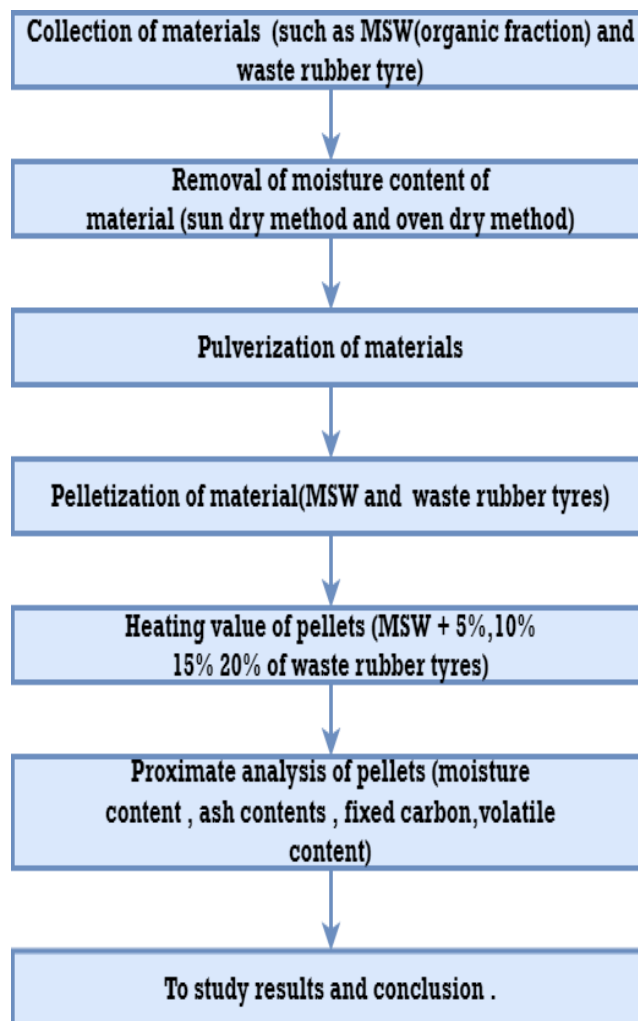 Collection of materials (such as MSW(organic fraction) and
waste rubber tyre)
Removal of moisture content of
material (sun dry method and oven dry method)
Pulverization of materials
Pelletization of material(MSW and waste rubber tyres)
Heating value of pellets (MSW + 5%,10%
15% 20% of waste rubber tyres)
Proximate analysis of pellets (moisture
content , ash contents , fixed carbon,volatile
content)
To study results and conclusion .